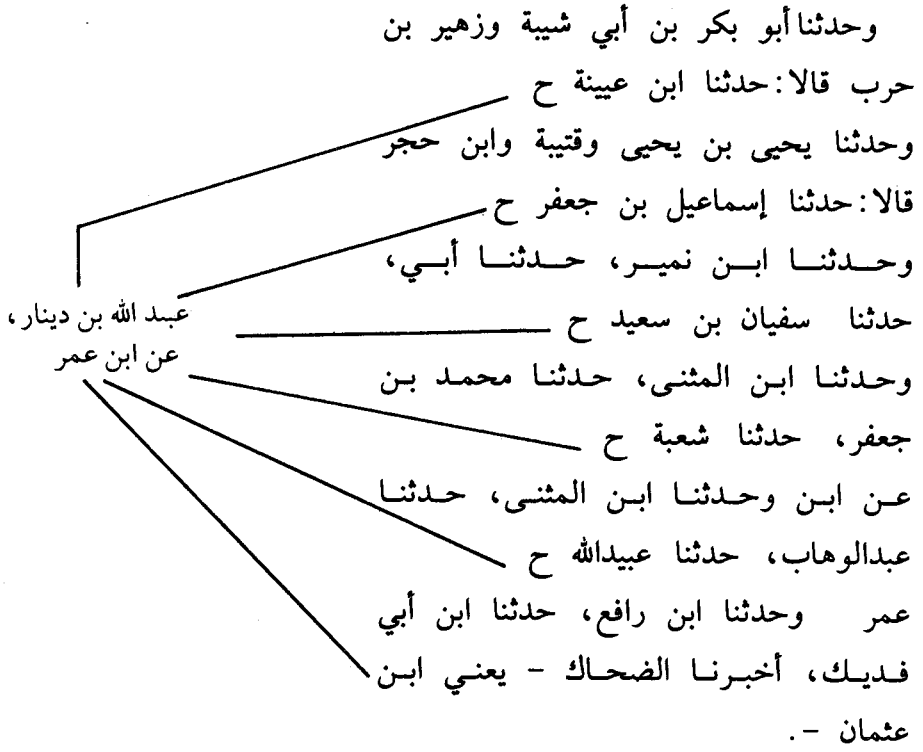 وحدثنا أبو بكر بن أبي شيبة وزهير بن
حرب قالا: حدثنا ابن عيينة ح
وحدثنا يحيى بن يحيى وقتيبة وابن حجر
قالا: حدثنا إسماعيل بن جعفر ح
وحدثنا ابن نمير، حدثنا أبي،
حدثنا سفيان بن سعيد ح
وحدثنا ابن المثنى، حدثنا محمد بن
جعفر، حدثنا شعبة ح
عن ابن وحدثنا ابن المثنى، حدثنا
عبدالوهاب، حدثنا عبيدالله ح
عمر وحدثنا ابن رافع، حدثنا ابن أبي
فديك، أخبرنا الضحاك - يعني ابن
عثمان - .
عبد الله بن دينار،
عن ابن عمر